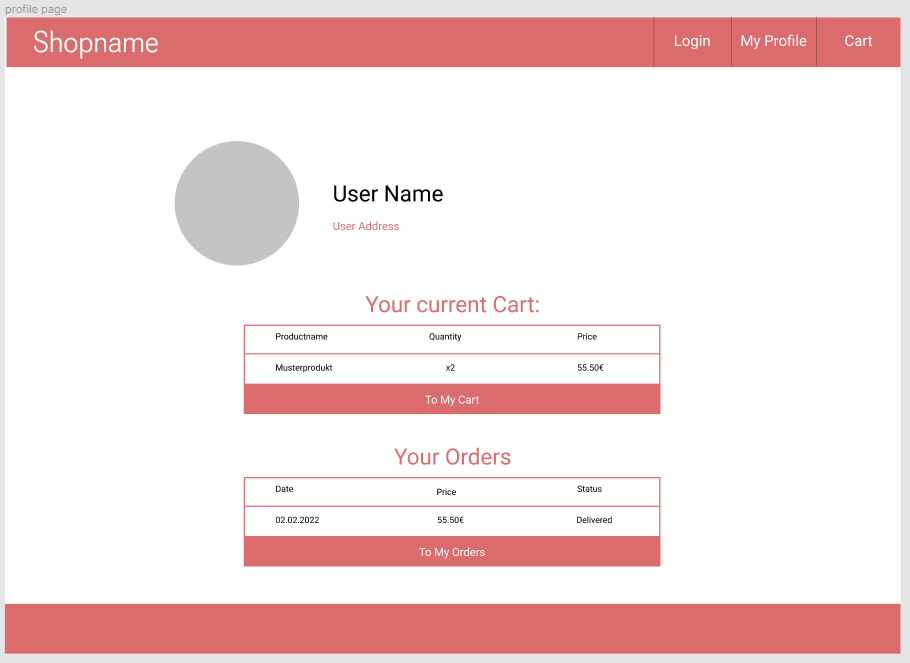 profile page
Shopname Login My Profile Cart
User Name
User Address
Your current Cart:
Productname Quantity Price
Musterprodukt x2 55.50€
To My Cart
Your Orders
Date Price Status
02.02.2022 55.50€ Delivered
To My Orders